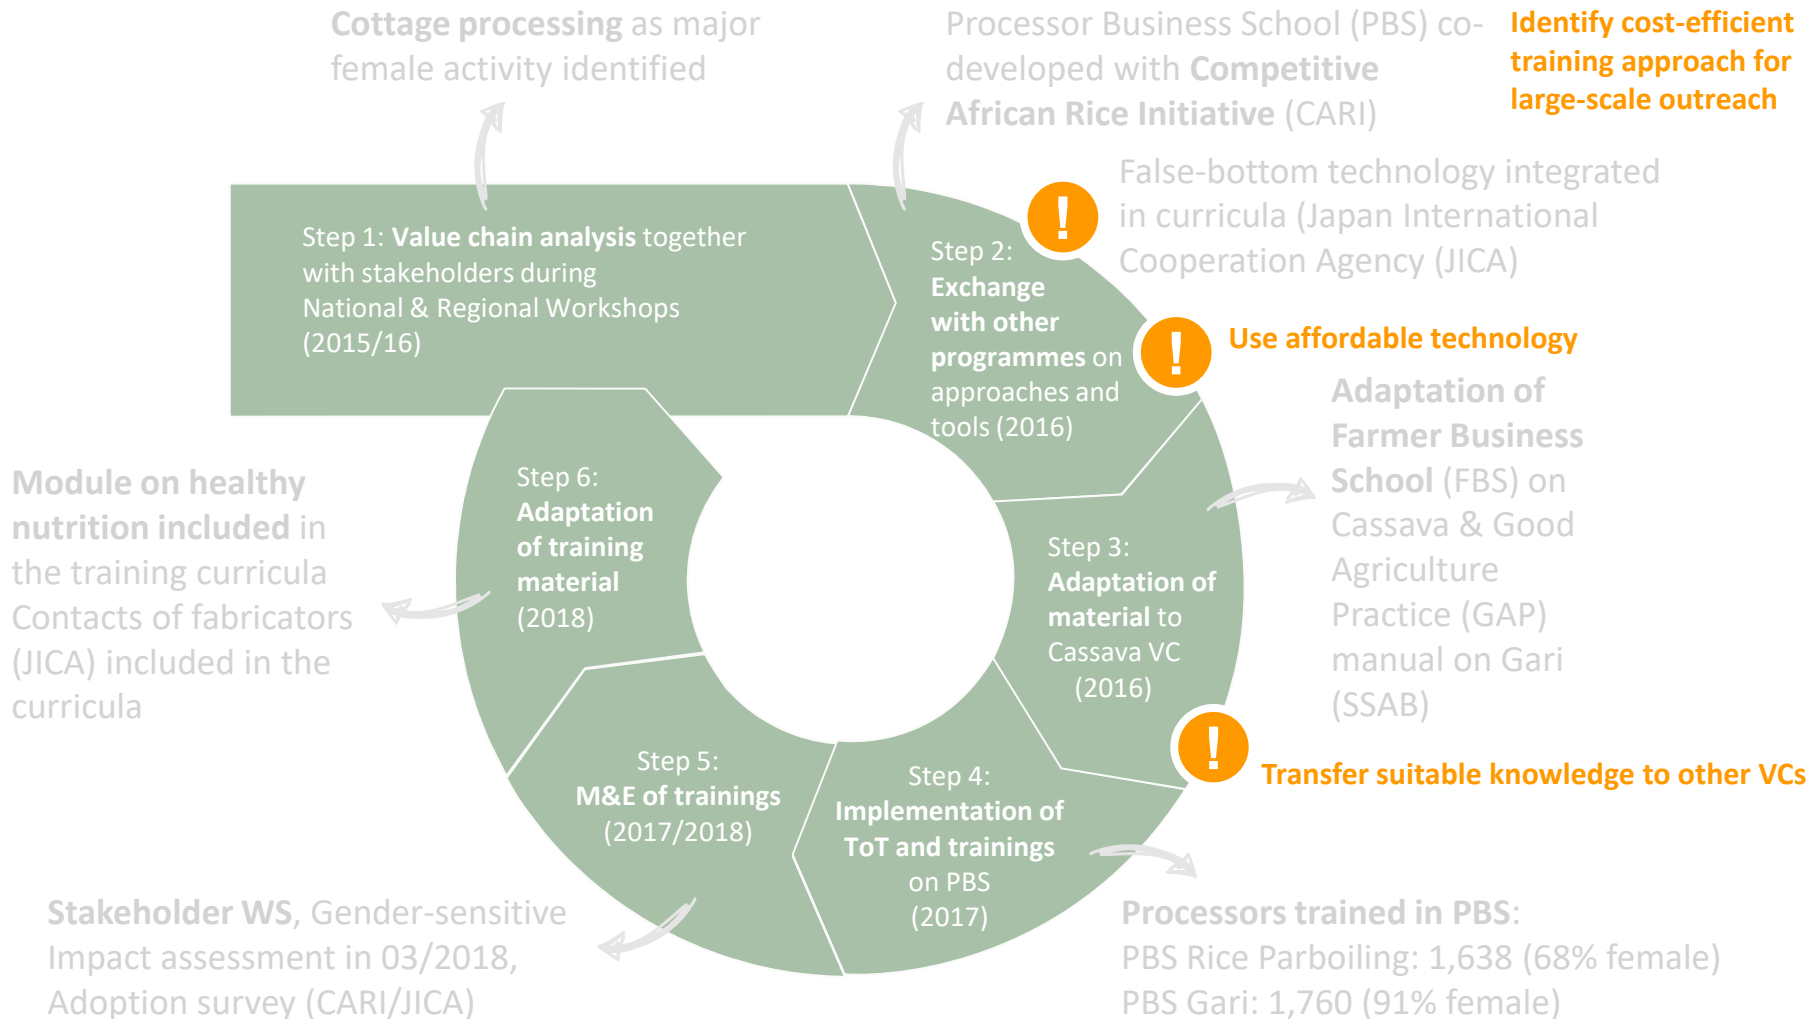 Cottage processing as major
female activity identified
Processor Business School (PBS) co-
developed with Competitive
African Rice Initiative (CARI)
Identify cost-efficient
training approach for
large-scale outreach
False-bottom technology integrated
in curricula (Japan International
Cooperation Agency (JICA)
!
Step 1: Value chain analysis together
with stakeholders during
National & Regional Workshops
(2015/16)
Step 2:
Exchange
with other
programmes on
approaches and
tools (2016)
!
Use affordable technology
Adaptation of
Farmer Business
School (FBS) on
Cassava & Good
Agriculture
Practice (GAP)
manual on Gari
(SSAB)
Step 3:
Adaptation of
material to
Cassava VC
(2016)
!
Transfer suitable knowledge to other VCs
Step 4:
Implementation of
ToT and trainings
on PBS
(2017)
Processors trained in PBS:
PBS Rice Parboiling: 1,638 (68% female)
PBS Gari: 1,760 (91% female)
Step 5:
M&E of trainings
(2017/2018)
Stakeholder WS, Gender-sensitive
Impact assessment in 03/2018,
Adoption survey (CARI/JICA)
Step 6:
Adaptation
of training
material
(2018)
Module on healthy
nutrition included in
the training curricula
Contacts of fabricators
(JICA) included in the
curricula